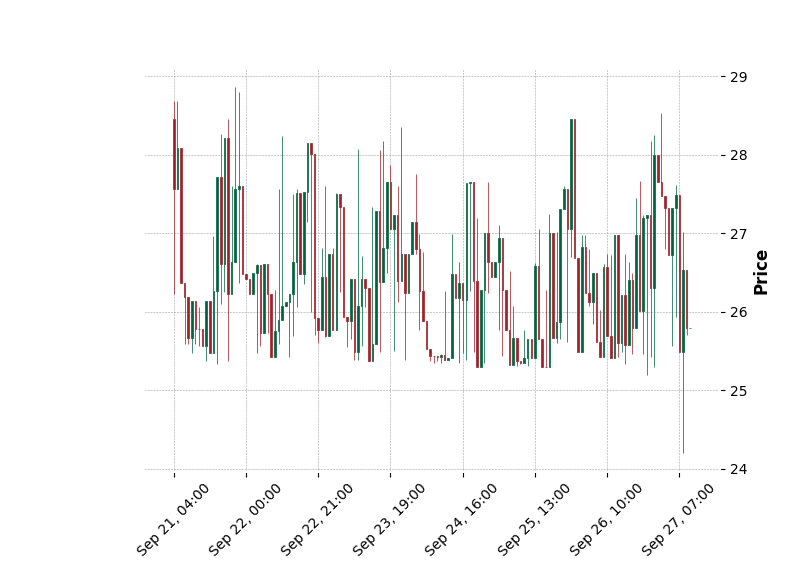 29
28
27
26
25
24
Price
Sep 21, 04:00
Sep 22, 00:00
Sep 22, 21:00
Sep 23, 19:00
Sep 24, 16:00
Sep 25, 13:00
Sep 26, 10:00
Sep 27, 07:00